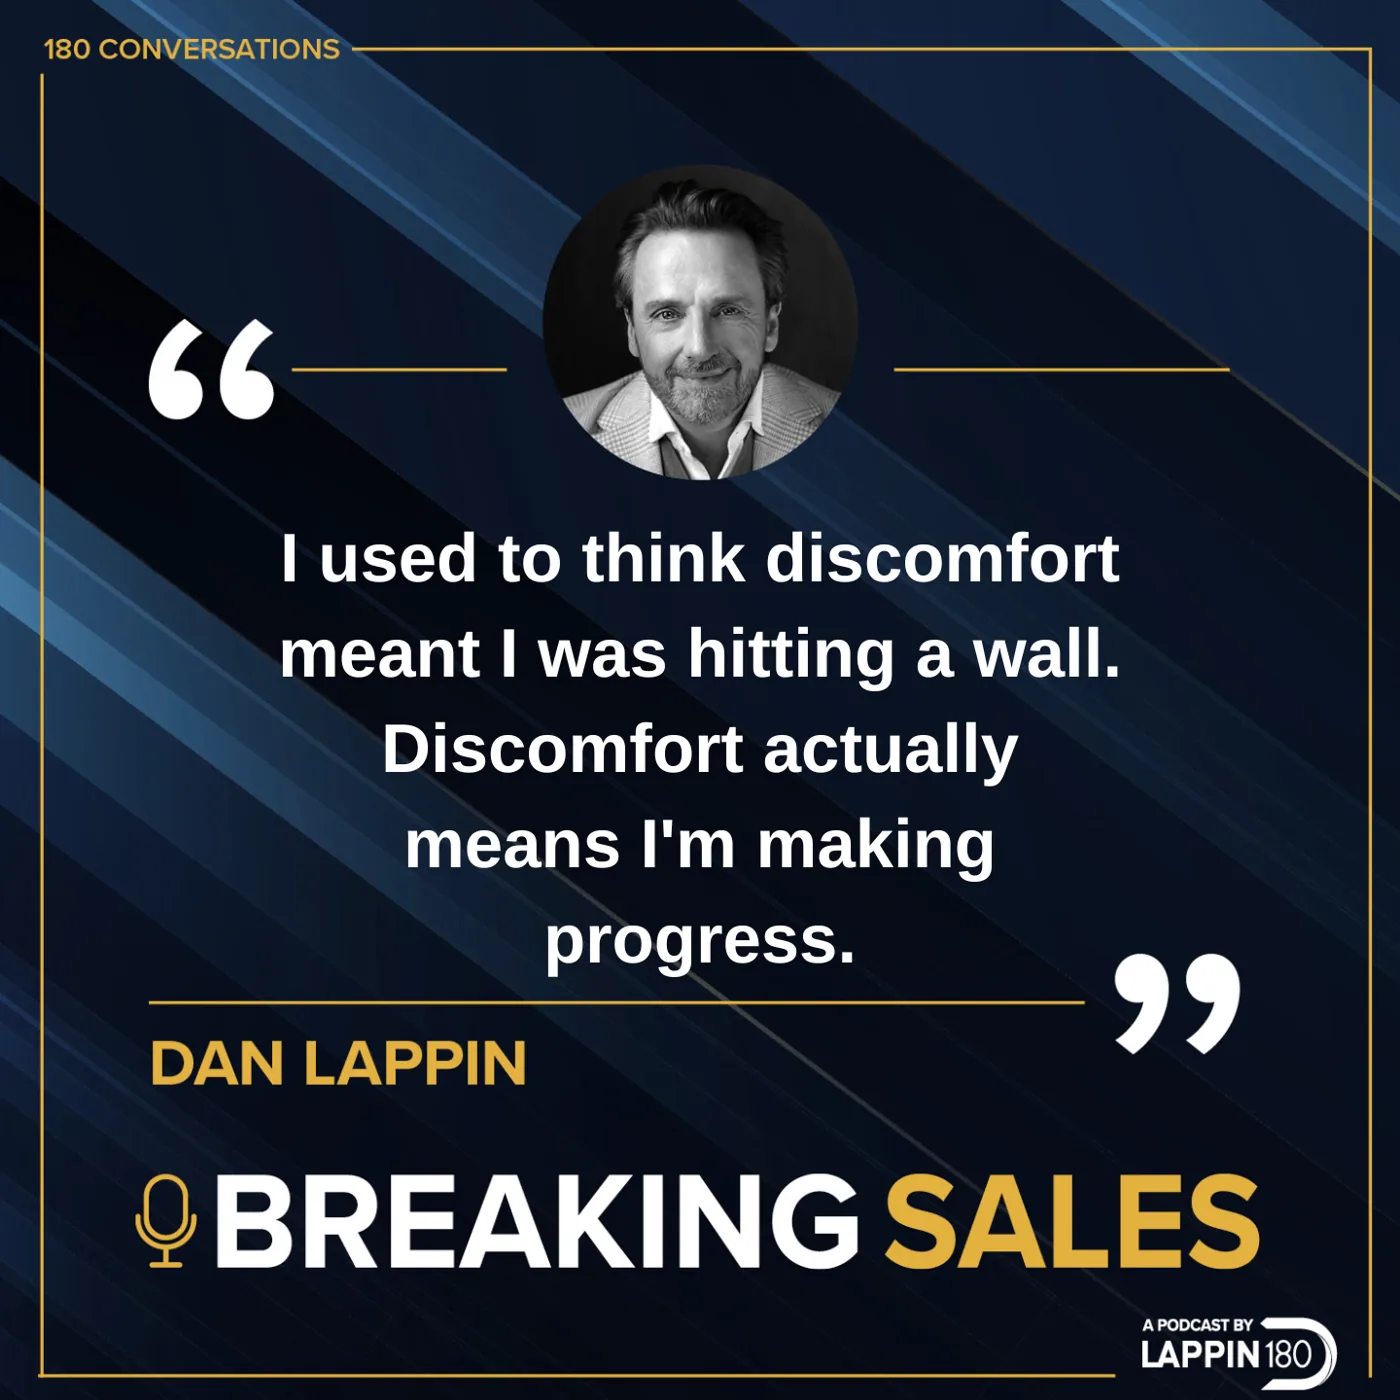 180 CONVERSATIONS
“
I used to think discomfort
meant I was hitting a wall.
Discomfort actually
means I'm making
progress.
”
DAN LAPPIN
BREAKING SALES
A PODCAST BY
LAPPIN180